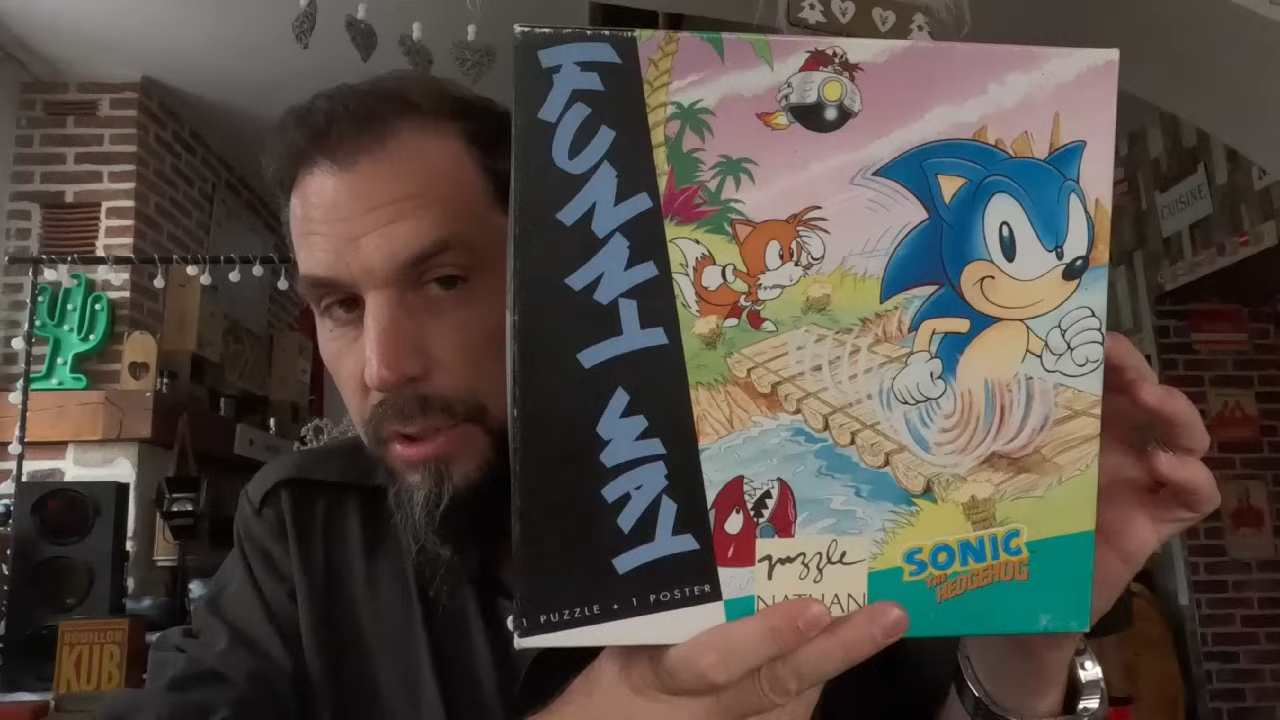 FUNNY WAY
1 PUZZLE + 1 POSTER
puzzle
NATHAN
SONIC
THE
HEDGEHOG
CUISINE
BOUILLON
KUB